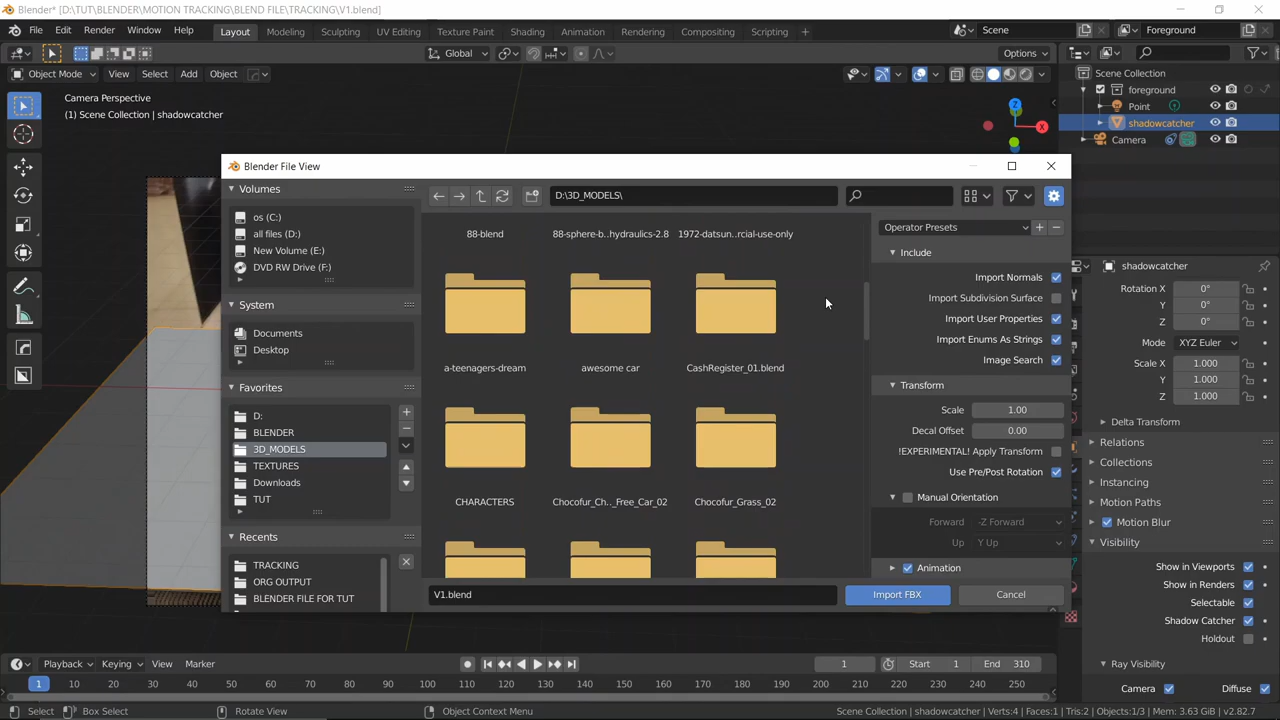 Blender* [D:\TUT\BLENDER\MOTION TRACKING\BLEND FILE\TRACKING\V1.blend]
File Edit Render Window Help Layout Modeling Sculpting UV Editing Texture Paint Shading Animation Rendering Compositing Scripting Scene Foreground
Global Options
Object Mode View Select Add Object
Scene Collection
foreground
Point
shadowcatcher
Camera
Camera Perspective
(1) Scene Collection | shadowcatcher
Z
X
Blender File View
Volumes
os (C:)
all files (D:)
New Volume (E:)
DVD RW Drive (F:)
System
Documents
Desktop
Favorites
D:
BLENDER
3D_MODELS
TEXTURES
Downloads
TUT
Recents
TRACKING
ORG OUTPUT
BLENDER FILE FOR TUT
D:\3D_MODELS\
88-blend 88-sphere-b...hydraulics-2.8 1972-datsun..rcial-use-only
a-teenagers-dream awesome car CashRegister_01.blend
CHARACTERS Chocofur_Ch.._Free_Car_02 Chocofur_Grass_02
V1.blend Import FBX Cancel
Operator Presets
Include
Import Normals
Import Subdivision Surface
Import User Properties
Import Enums As Strings
Image Search
Transform
Scale 1.00
Decal Offset 0.00
!EXPERIMENTAL! Apply Transform
Use Pre/Post Rotation
Manual Orientation
Forward -Z Forward
Up Y Up
Animation
shadowcatcher
Rotation X 0°
Y 0°
Z 0°
Mode XYZ Euler
Scale X 1.000
Y 1.000
Z 1.000
Delta Transform
Relations
Collections
Instancing
Motion Paths
Motion Blur
Visibility
Show in Viewports
Show in Renders
Selectable
Shadow Catcher
Holdout
Ray Visibility
Camera Diffuse
Playback Keying View Marker 1 Start 1 End 310
1 10 20 30 40 50 60 70 80 90 100 110 120 130 140 150 160 170 180 190 200 210 220 230 240 250
Select Box Select Rotate View Object Context Menu Scene Collection | shadowcatcher | Verts:4 | Faces:1 | Tris:2 | Objects:1/3 | Mem: 3.63 GiB | v2.82.7